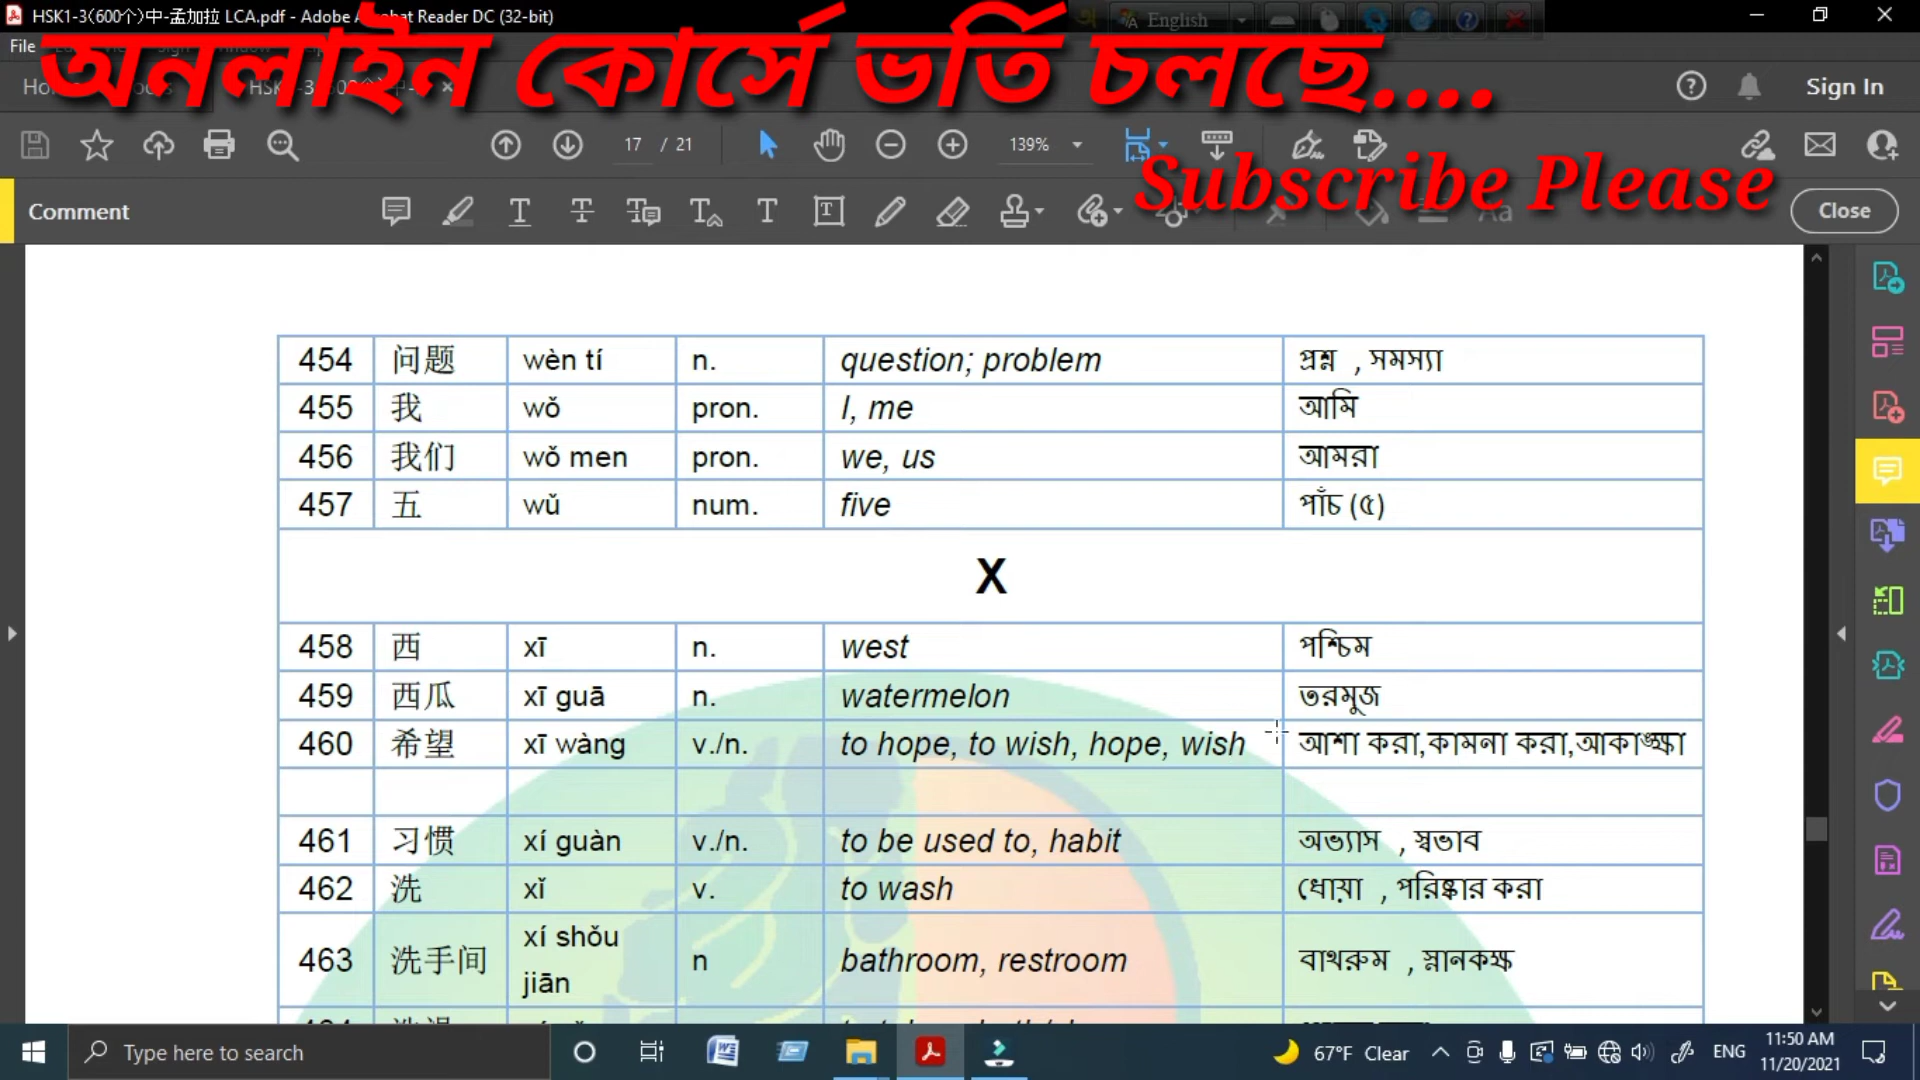 HSK1-3(600个)中-孟加拉 LCA.pdf - Adobe Acrobat Reader DC (32-bit)
English
File
অনলাইন কোর্সে ভর্তি চলছে....
Sign In
17 / 21
139%
Subscribe Please
Comment
Close
454 问题 wèn tí n. question; problem প্রশ্ন , সমস্যা
455 我 wǒ pron. I, me আমি
456 我们 wǒ men pron. we, us আমরা
457 五 wǔ num. five পাঁচ (৫)
X
458 西 xī n. west পশ্চিম
459 西瓜 xī guā n. watermelon তরমুজ
460 希望 xī wàng v./n. to hope, to wish, hope, wish আশা করা,কামনা করা,আকাঙ্ক্ষা
461 习惯 xí guàn v./n. to be used to, habit অভ্যাস , স্বভাব
462 洗 xǐ v. to wash ধোয়া , পরিষ্কার করা
463 洗手间 xí shǒu jiān n bathroom, restroom বাথরুম , স্নানকক্ষ
Type here to search
67°F Clear
ENG
11:50 AM
11/20/2021